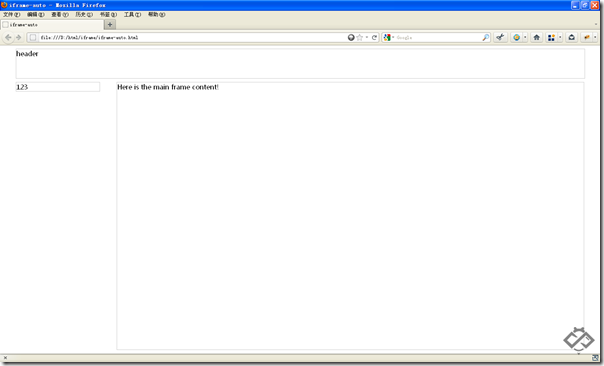 iframe-auto - Mozilla Firefox
文件(F) 编辑(E) 查看(V) 历史(S) 书签(B) 工具(T) 帮助(H)
iframe-auto
file:///D:/html/iframe/iframe-auto.html
Google
header
123
Here is the main frame content!